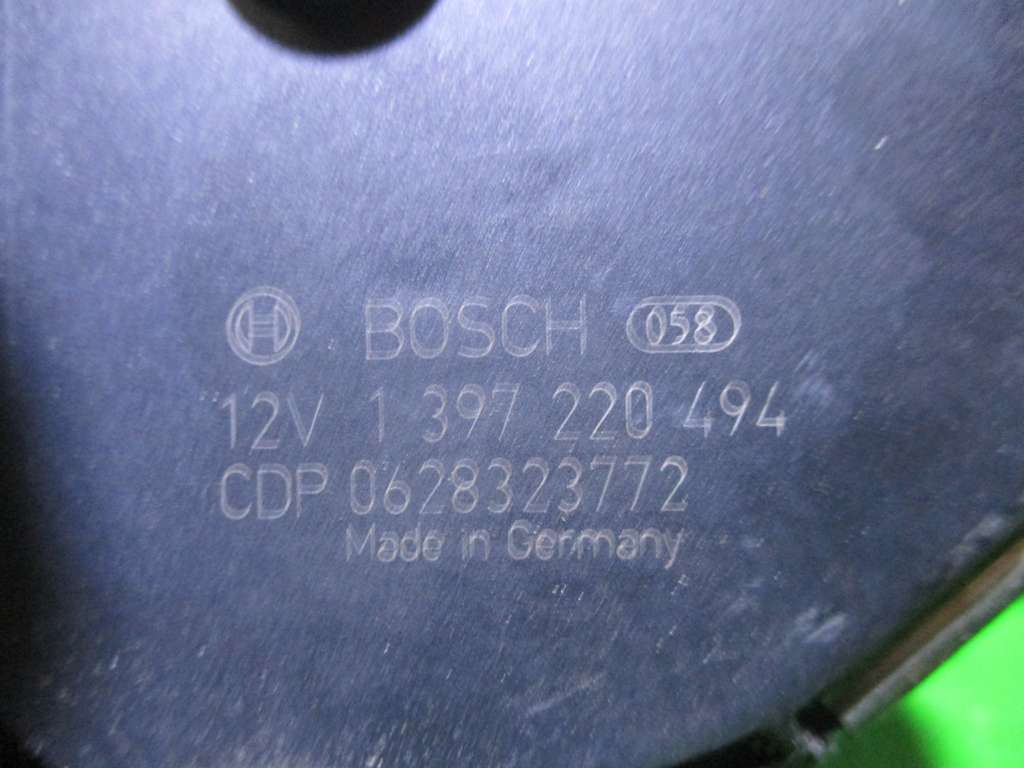 BOSCH 058
12V 1 397 220 494
CDP 0628323772
Made in Germany